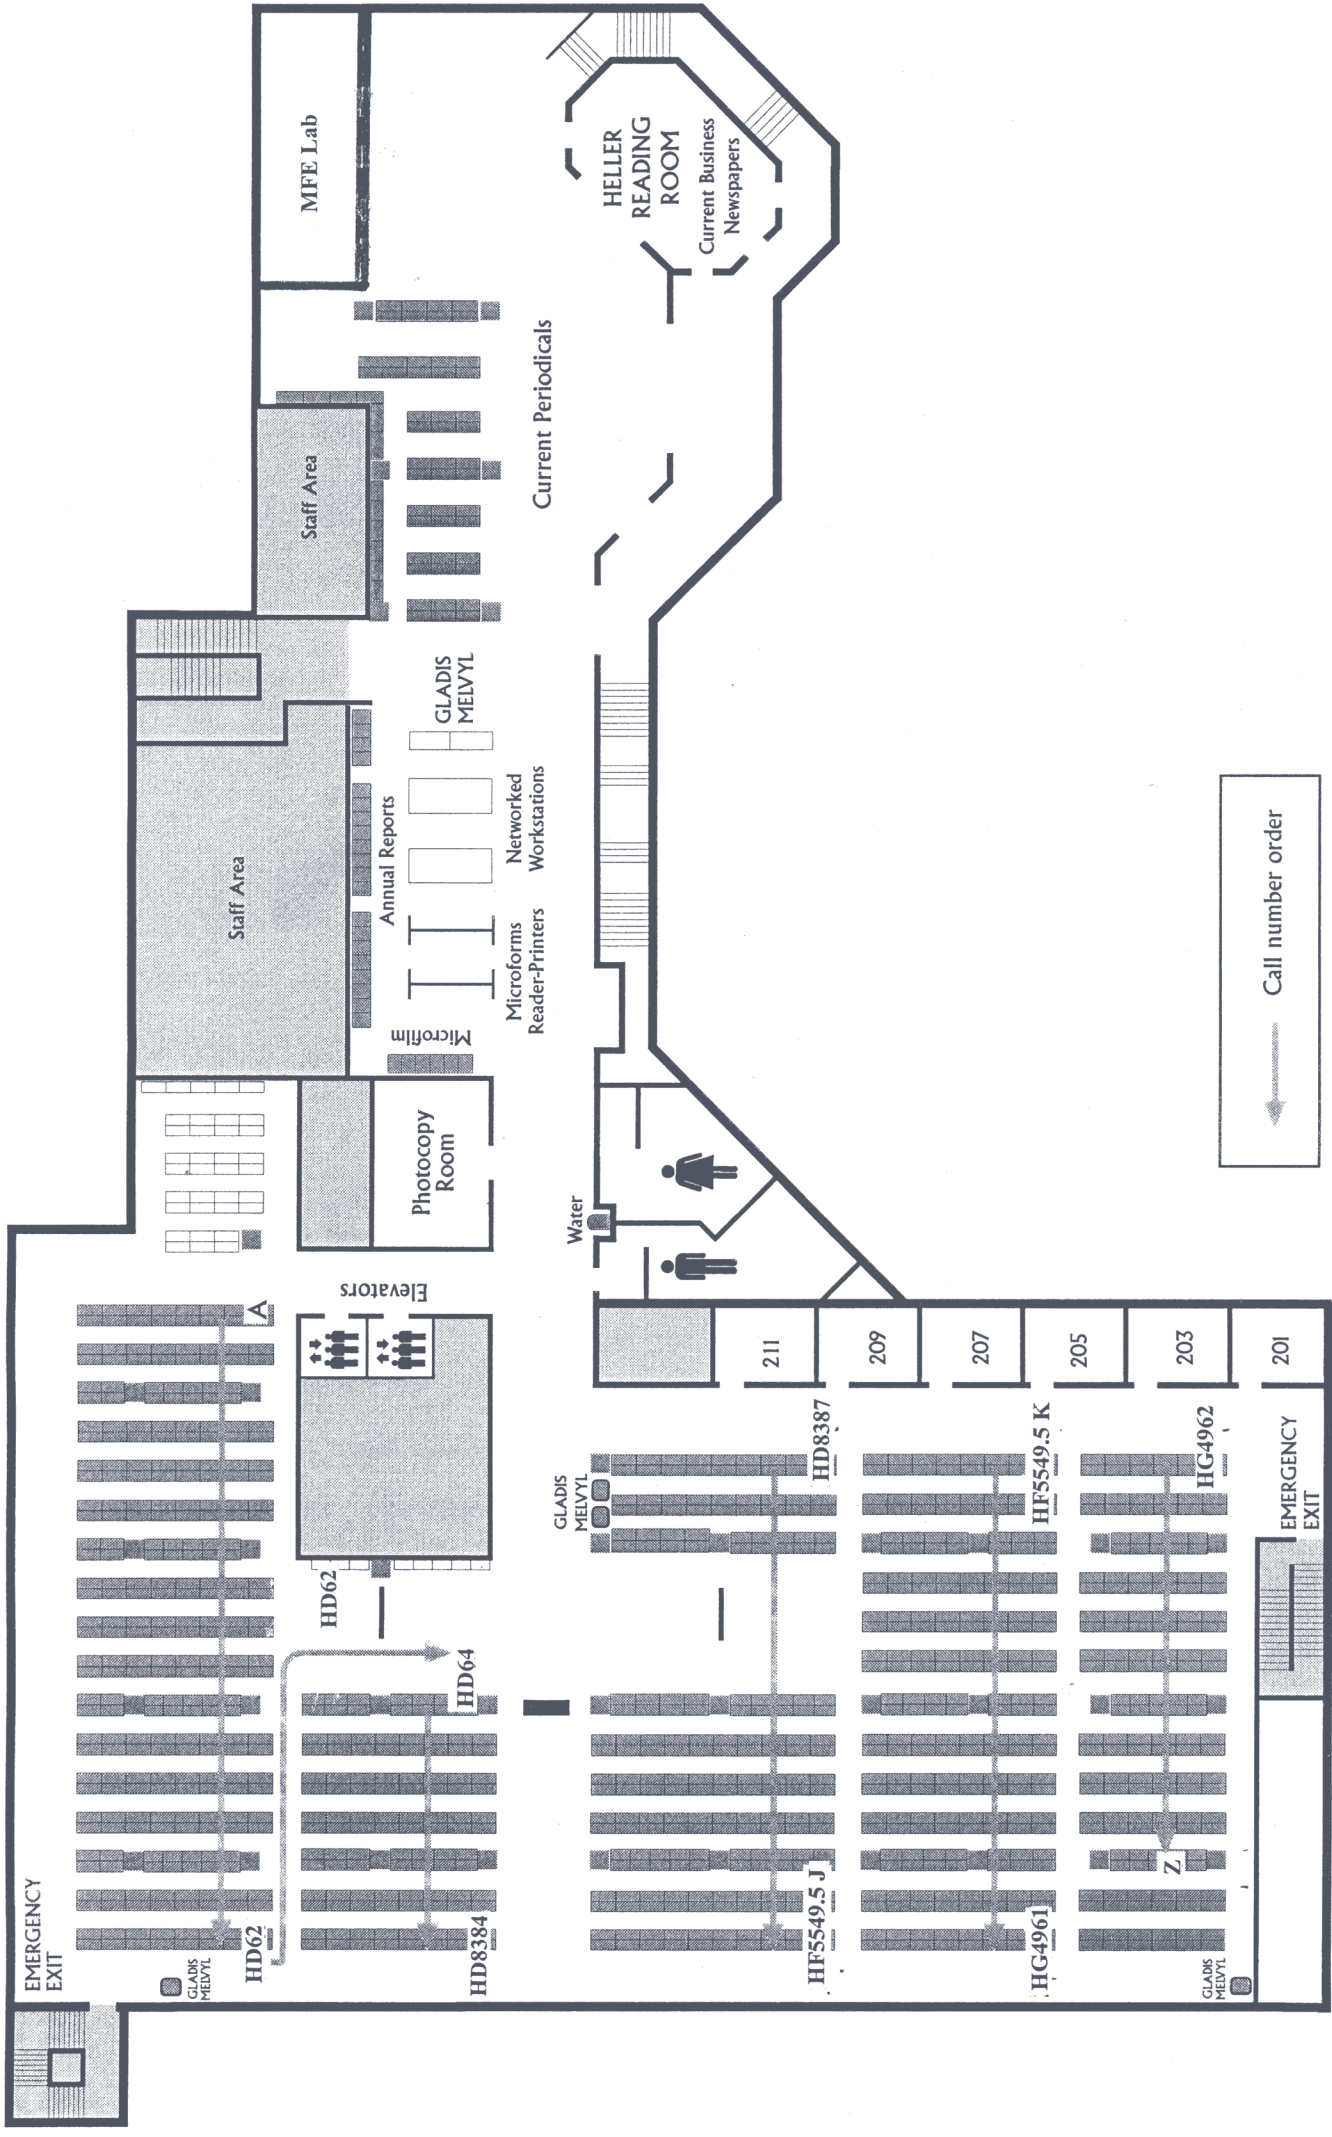 MFE Lab
HELLER
READING
ROOM
Current Business
Newspapers
Current Periodicals
Staff Area
GLADIS
MELVYL
Staff Area
Annual Reports
Networked
Workstations
Microforms
Reader-Printers
Microfilm
Photocopy
Room
Water
Elevators
Call number order
A
211
209
207
205
203
201
HD8387
HF5549.5 K
HG4962
EMERGENCY
EXIT
GLADIS
MELVYL
HD62
HD64
HD62
HD8384
HF5549.5 J
HG4961
Z
EMERGENCY
EXIT
GLADIS
MELVYL
GLADIS
MELVYL